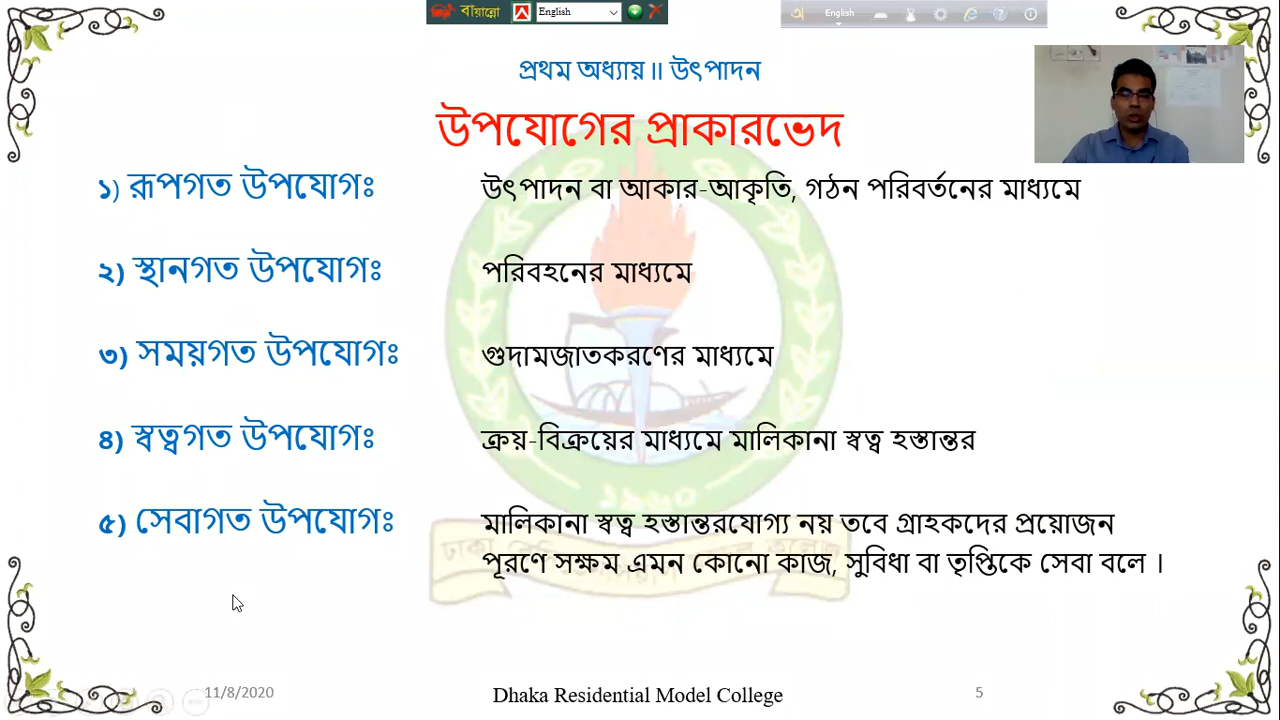 বায়ান্নো
English
English
প্রথম অধ্যায়॥ উৎপাদন
উপযোগের প্রাকারভেদ
১) রূপগত উপযোগঃ উৎপাদন বা আকার-আকৃতি, গঠন পরিবর্তনের মাধ্যমে
২) স্থানগত উপযোগঃ পরিবহনের মাধ্যমে
৩) সময়গত উপযোগঃ গুদামজাতকরণের মাধ্যমে
৪) স্বত্বগত উপযোগঃ ক্রয়-বিক্রয়ের মাধ্যমে মালিকানা স্বত্ব হস্তান্তর
৫) সেবাগত উপযোগঃ মালিকানা স্বত্ব হস্তান্তরযোগ্য নয় তবে গ্রাহকদের প্রয়োজন
পূরণে সক্ষম এমন কোনো কাজ, সুবিধা বা তৃপ্তিকে সেবা বলে ।
১৯৬০
11/8/2020
Dhaka Residential Model College
5